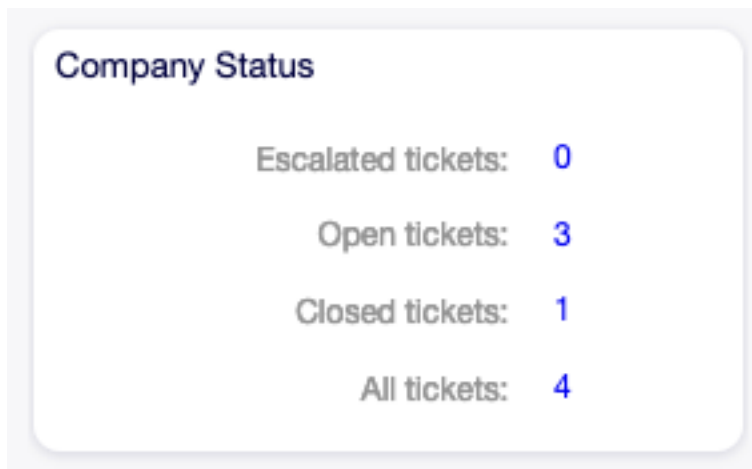 Company Status
Escalated tickets: 0
Open tickets: 3
Closed tickets: 1
All tickets: 4